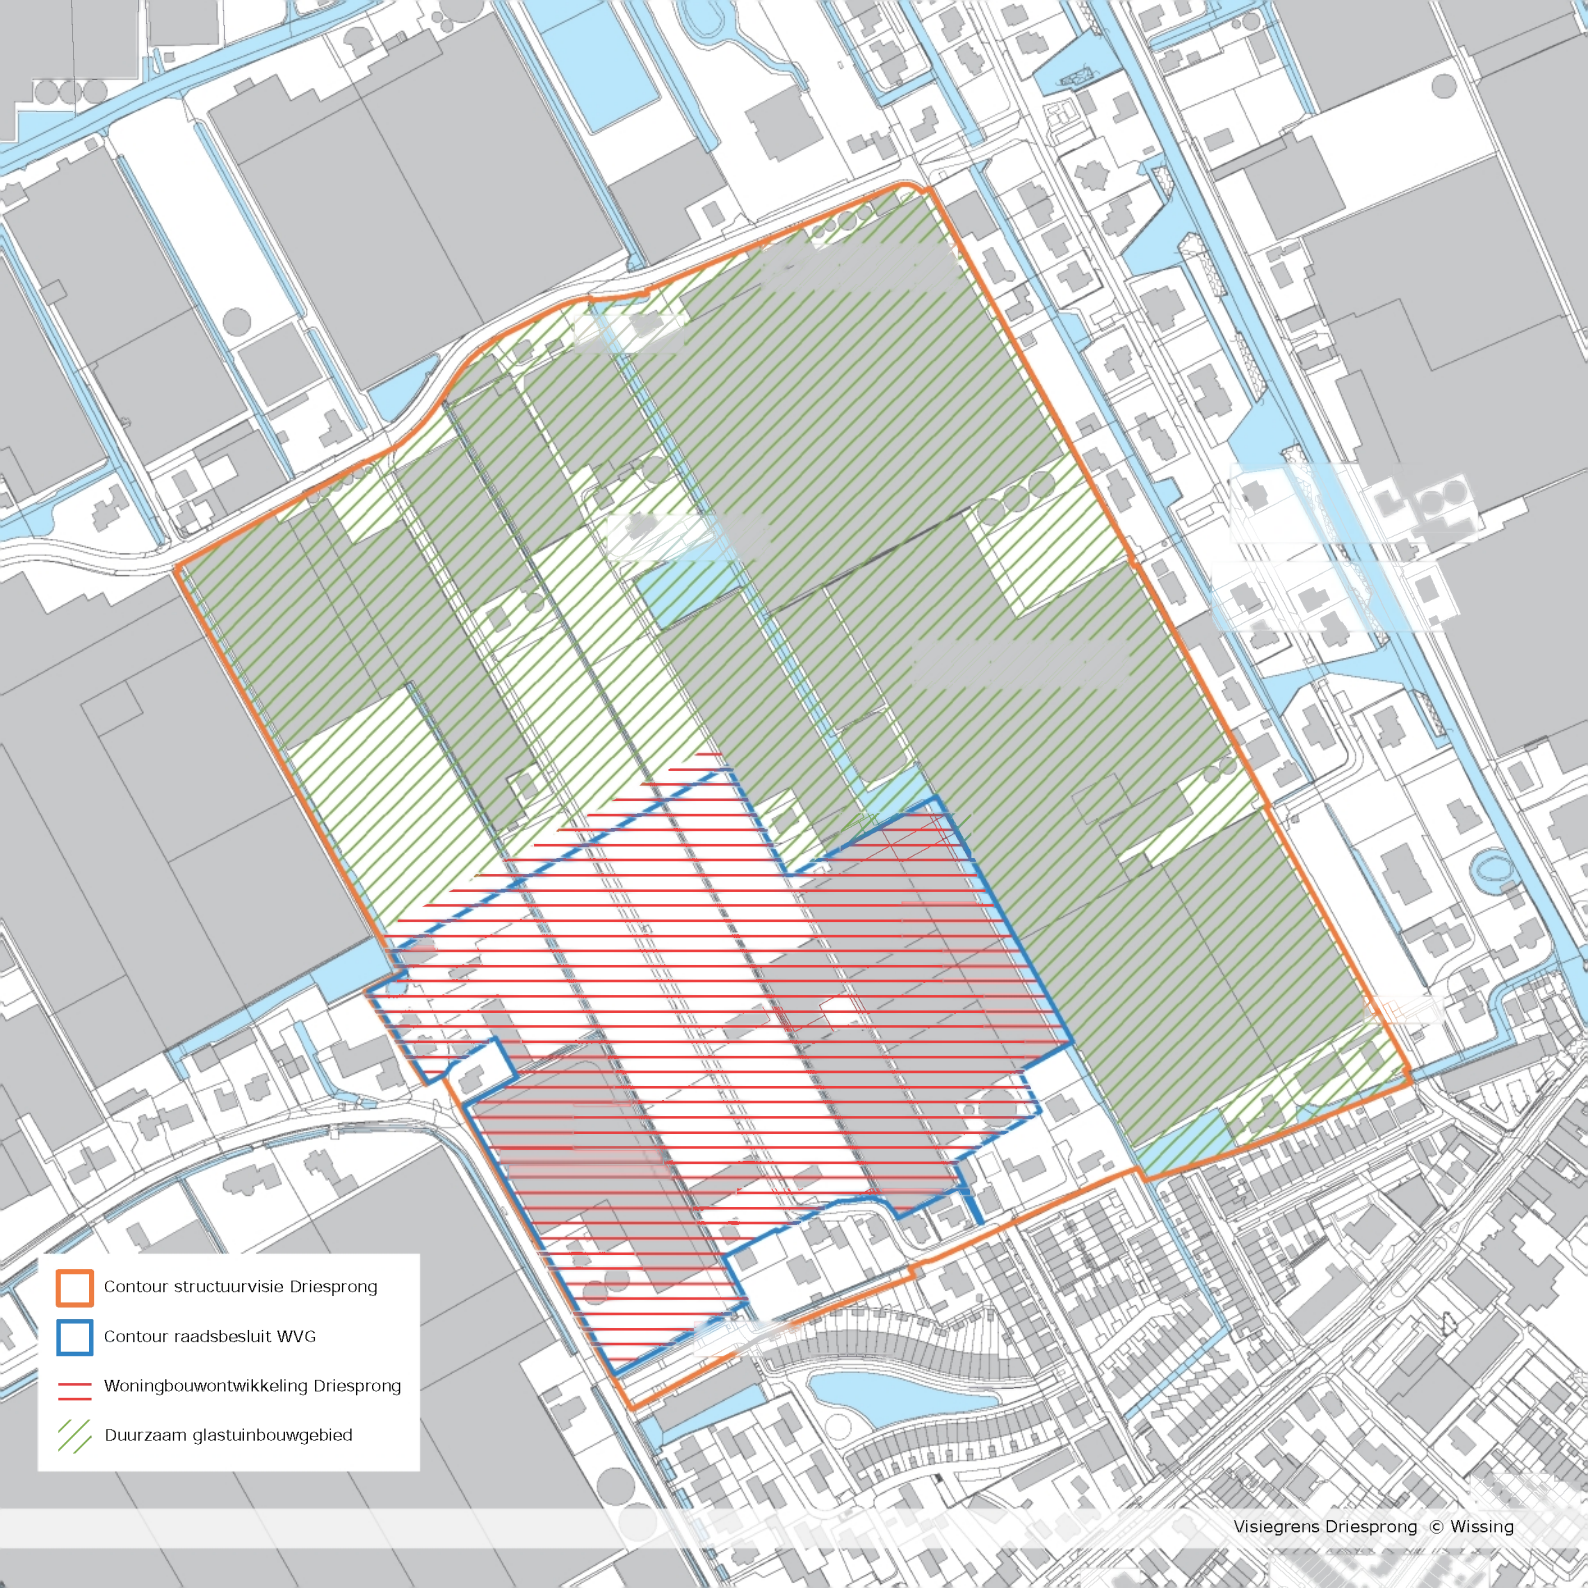 Contour structuurvisie Driesprong
Contour raadsbesluit WVG
Woningbouwontwikkeling Driesprong
Duurzaam glastuinbouwgebied
Visiegrens Driesprong © Wissing